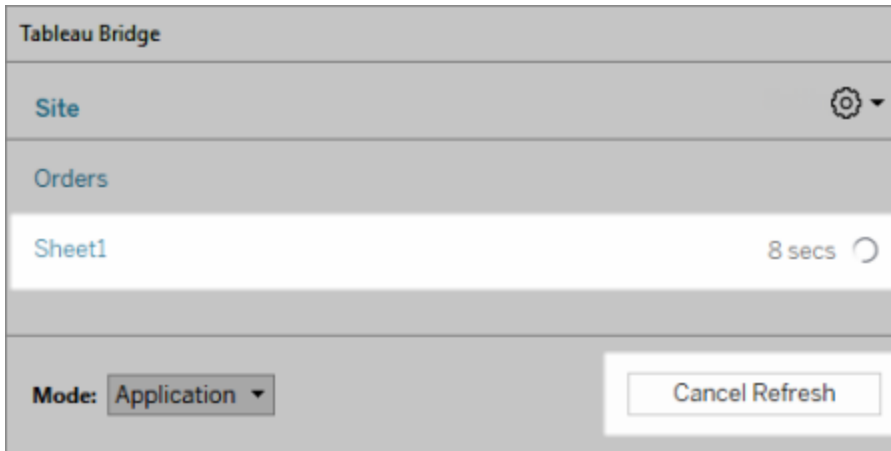 Tableau Bridge
Site
Orders
Sheet1 8 secs
Mode: Application Cancel Refresh